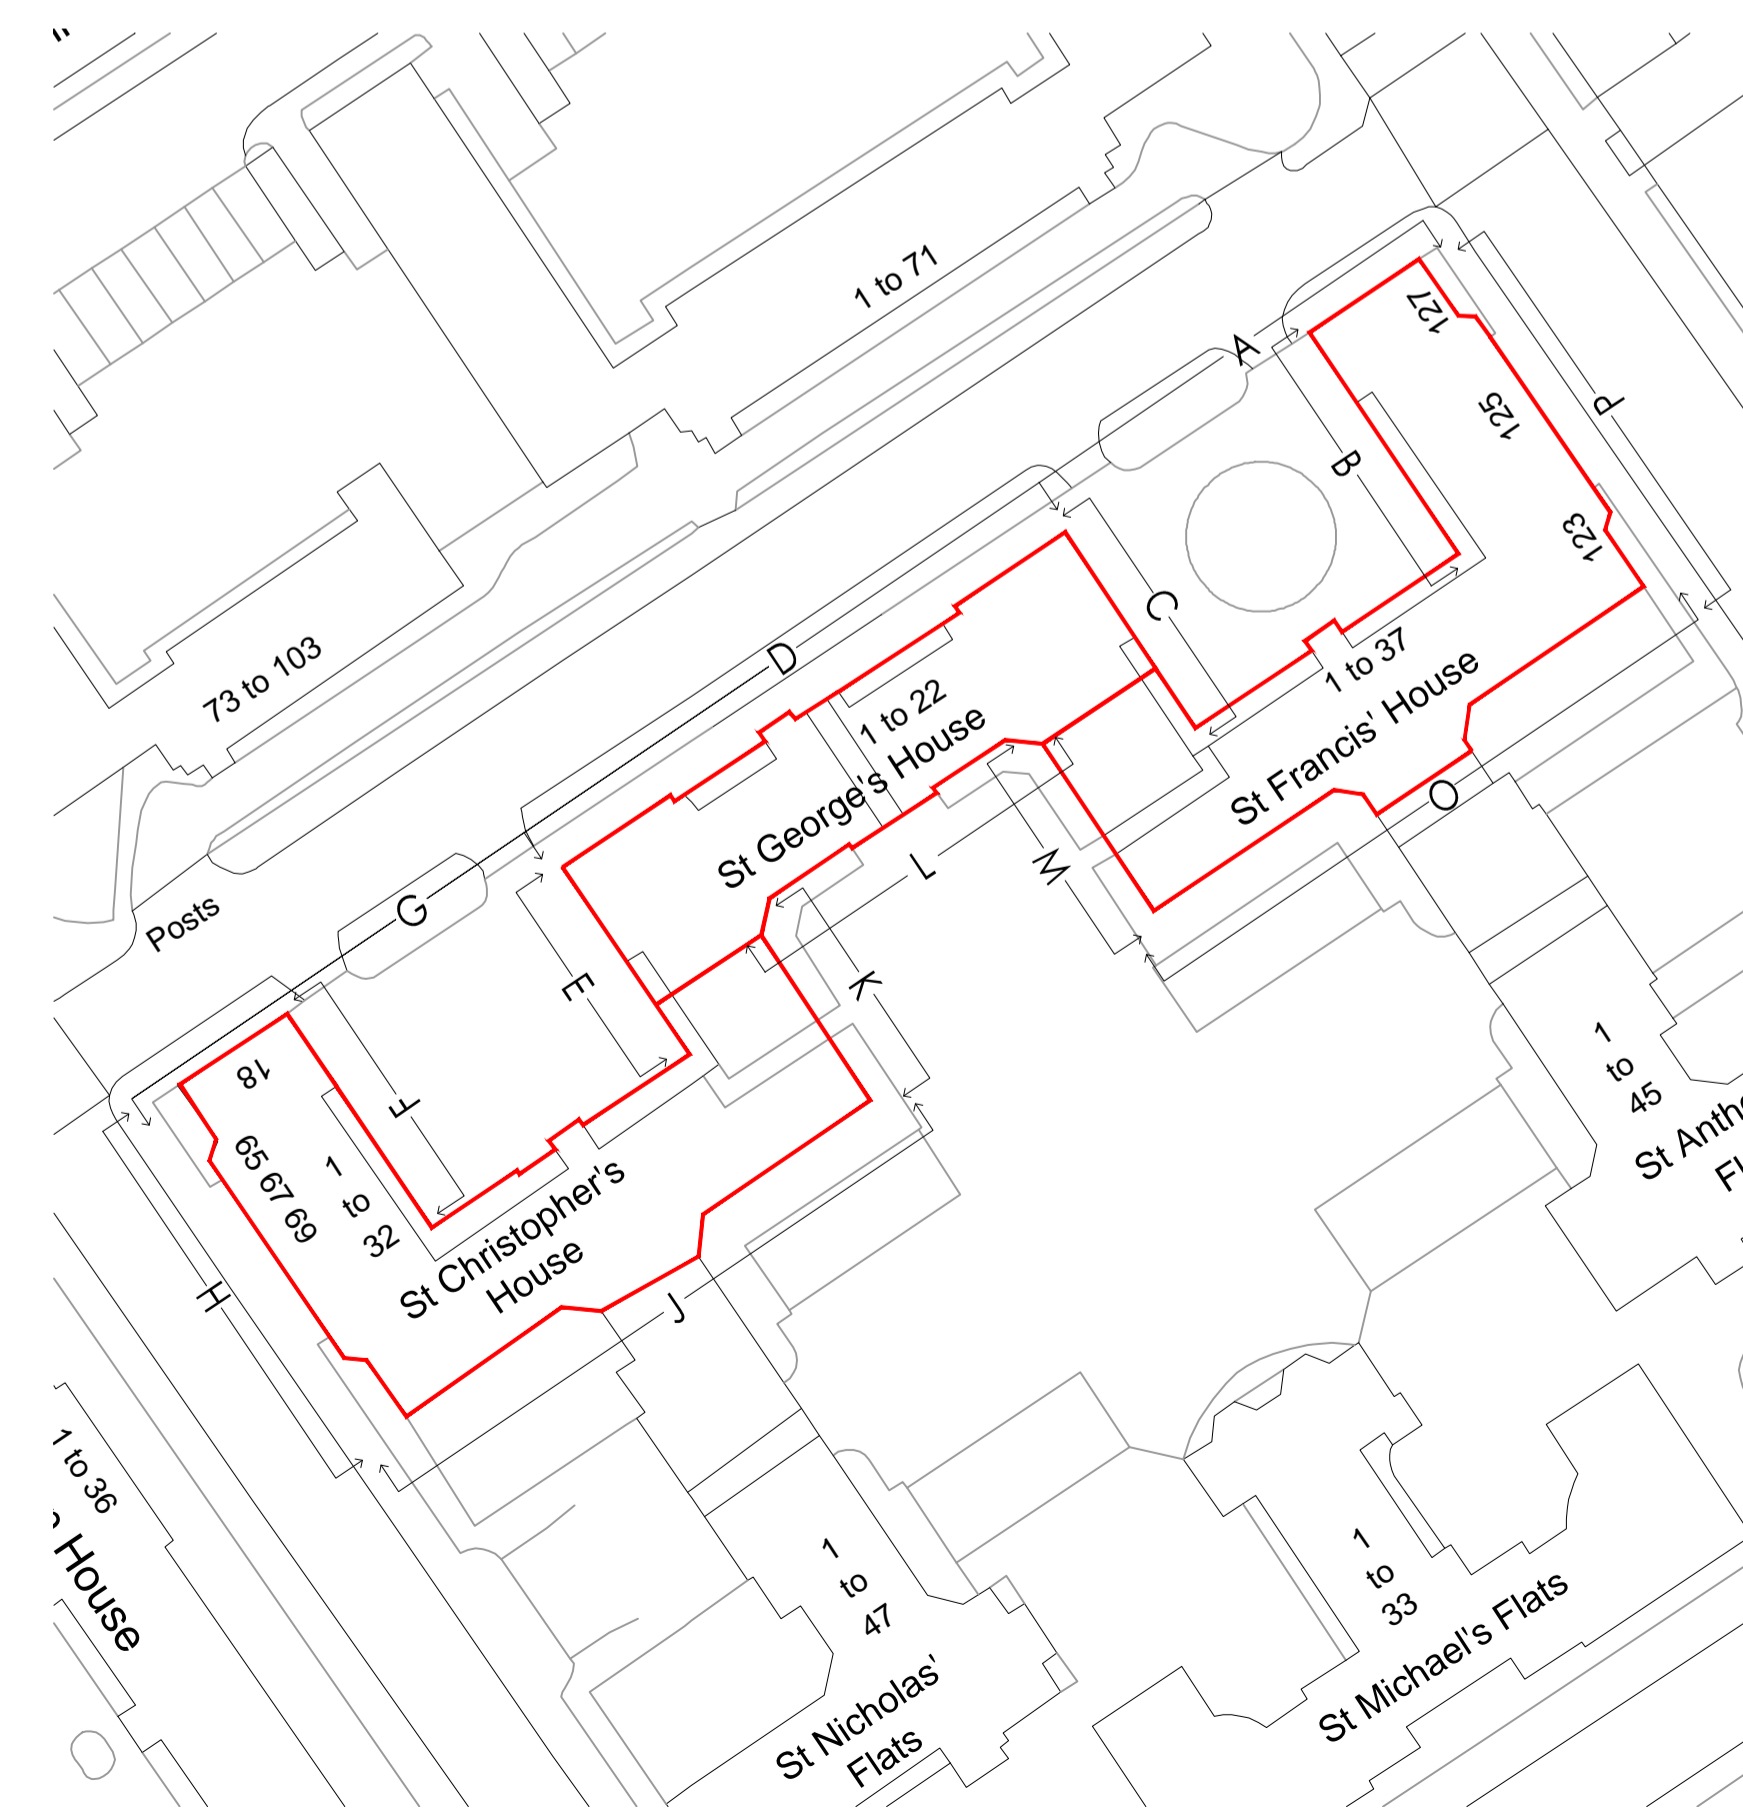 1 to 71
A
127
P
125
B
123
C
1 to 37
St Francis' House
73 to 103
D
1 to 22
St George's House
O
L
M
G
Posts
E
K
18
F
65 67 69
1
to
32
St Christopher's
House
H
J
1
to
45
St Antho
Fl
1 to 36
House
1
to
47
St Nicholas'
Flats
1
to
33
St Michael's Flats